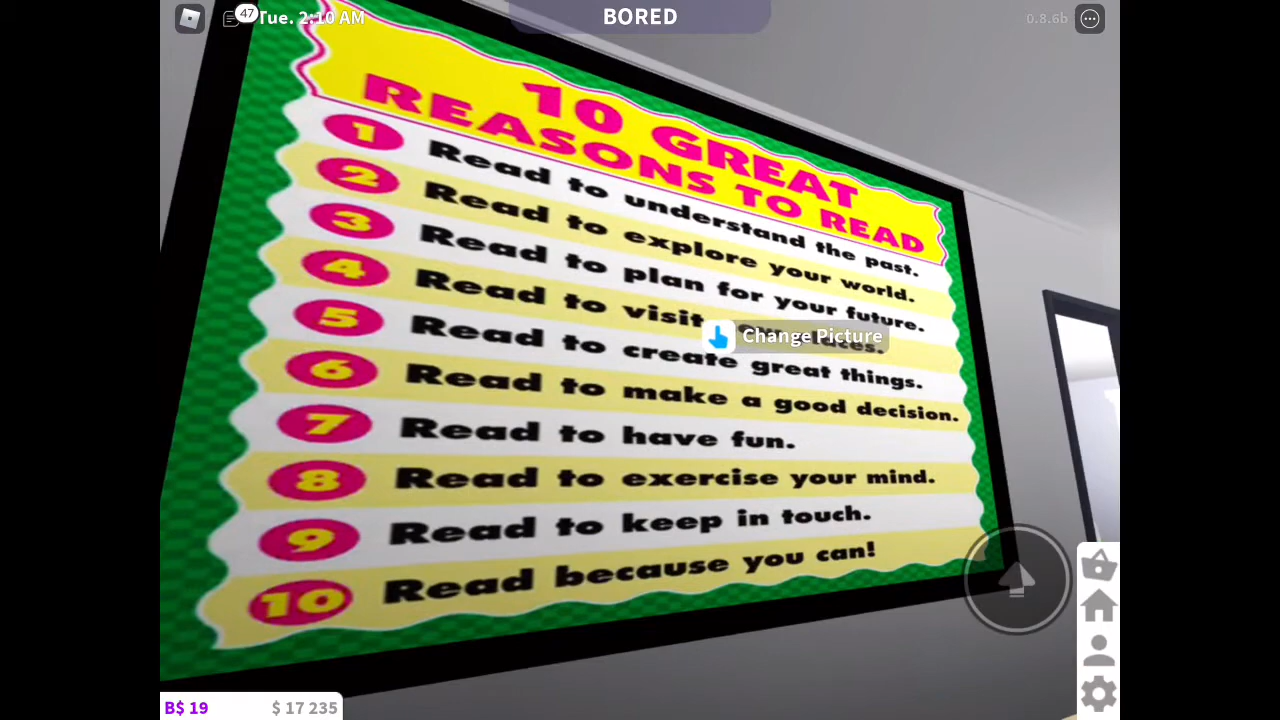 47
Tue. 2:10 AM
BORED
0.8.6b
10 GREAT
REASONS TO READ
1 Read to understand the past.
2 Read to explore your world.
3 Read to plan for your future.
4 Read to visit places.
Change Picture
5 Read to create great things.
6 Read to make a good decision.
7 Read to have fun.
8 Read to exercise your mind.
9 Read to keep in touch.
10 Read because you can!
B$ 19
$ 17 235